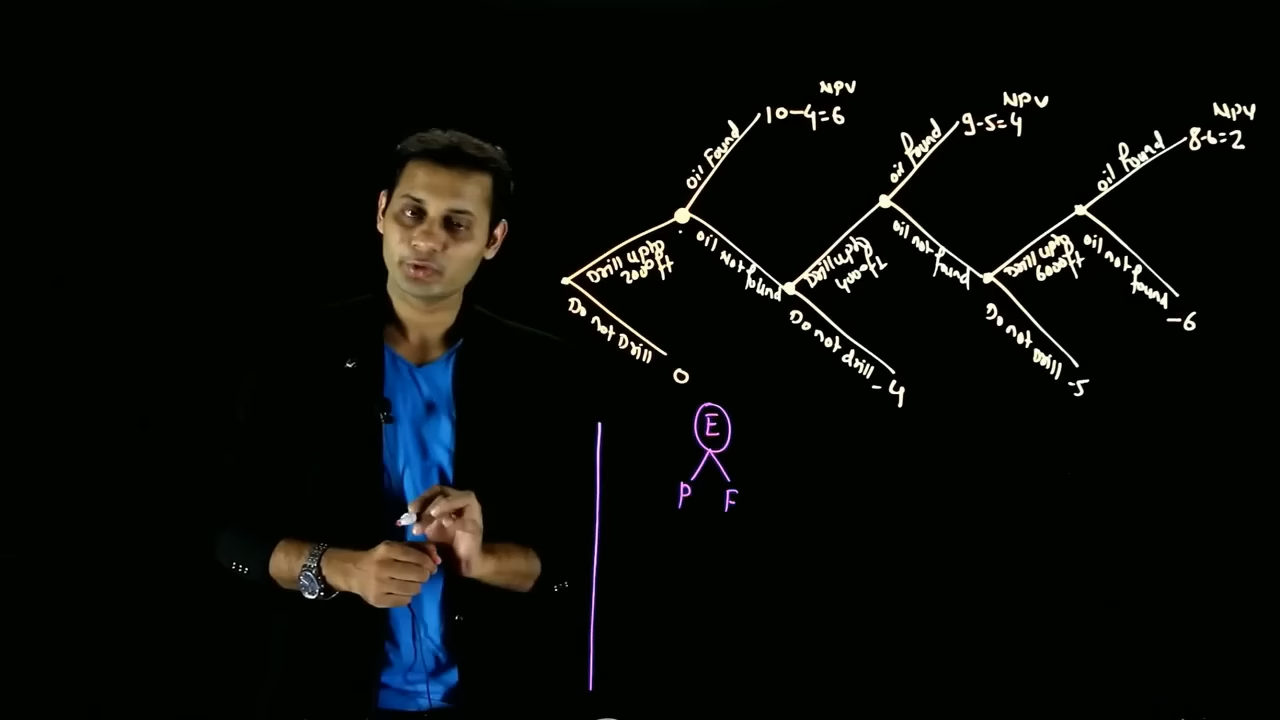 NPV
10-4=6
Oil Found
Drill upto
2000ft
Oil Not found
Do not Drill
0
NPV
9-5=4
oil found
Drill upto
4000ft
oil not found
Do not drill
-4
NPV
8-6=2
oil found
Drill upto
6000ft
oil not found
-6
Do not Drill
-5
E
P F